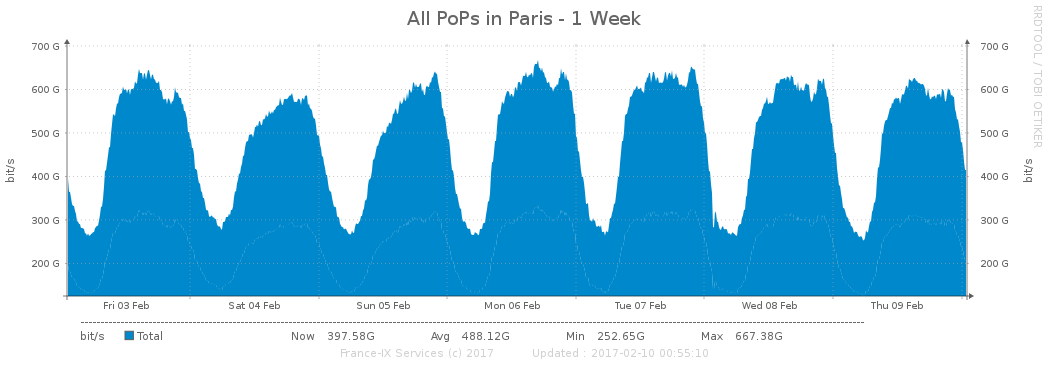 All PoPs in Paris - 1 Week
RRDTOOL / TOBI OETIKER
bit/s
700 G
600 G
500 G
400 G
300 G
200 G
700 G
600 G
500 G
400 G
300 G
200 G
bit/s
Fri 03 Feb Sat 04 Feb Sun 05 Feb Mon 06 Feb Tue 07 Feb Wed 08 Feb Thu 09 Feb
bit/s Total Now 397.58G Avg 488.12G Min 252.65G Max 667.38G
France-IX Services (c) 2017 Updated : 2017-02-10 00:55:10